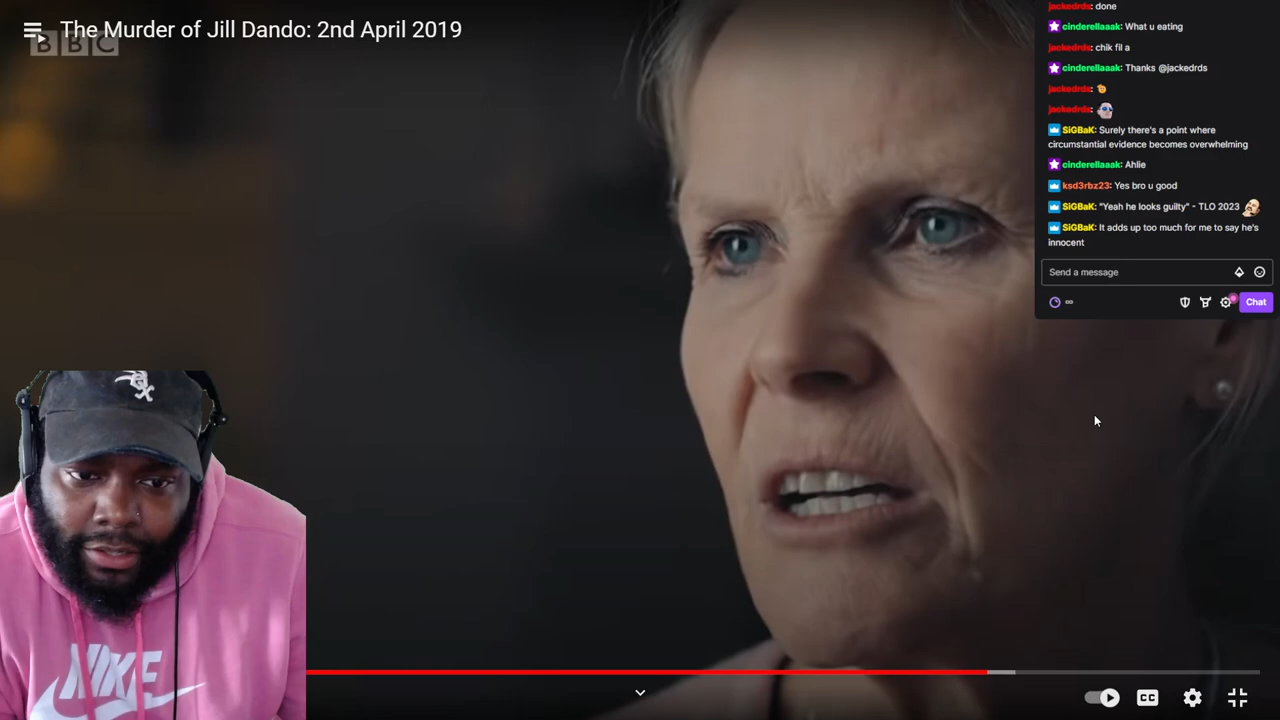 The Murder of Jill Dando: 2nd April 2019
BBC
jackedrds: done
cinderellaaak: What u eating
jackedrds: chik fil a
cinderellaaak: Thanks @jackedrds
jackedrds:
jackedrds:
SiGBaK: Surely there's a point where
circumstantial evidence becomes overwhelming
cinderellaaak: Ahlie
ksd3rbz23: Yes bro u good
SiGBaK: "Yeah he looks guilty" - TLO 2023
SiGBaK: It adds up too much for me to say he's
innocent
Send a message
Chat
NIKE
CC